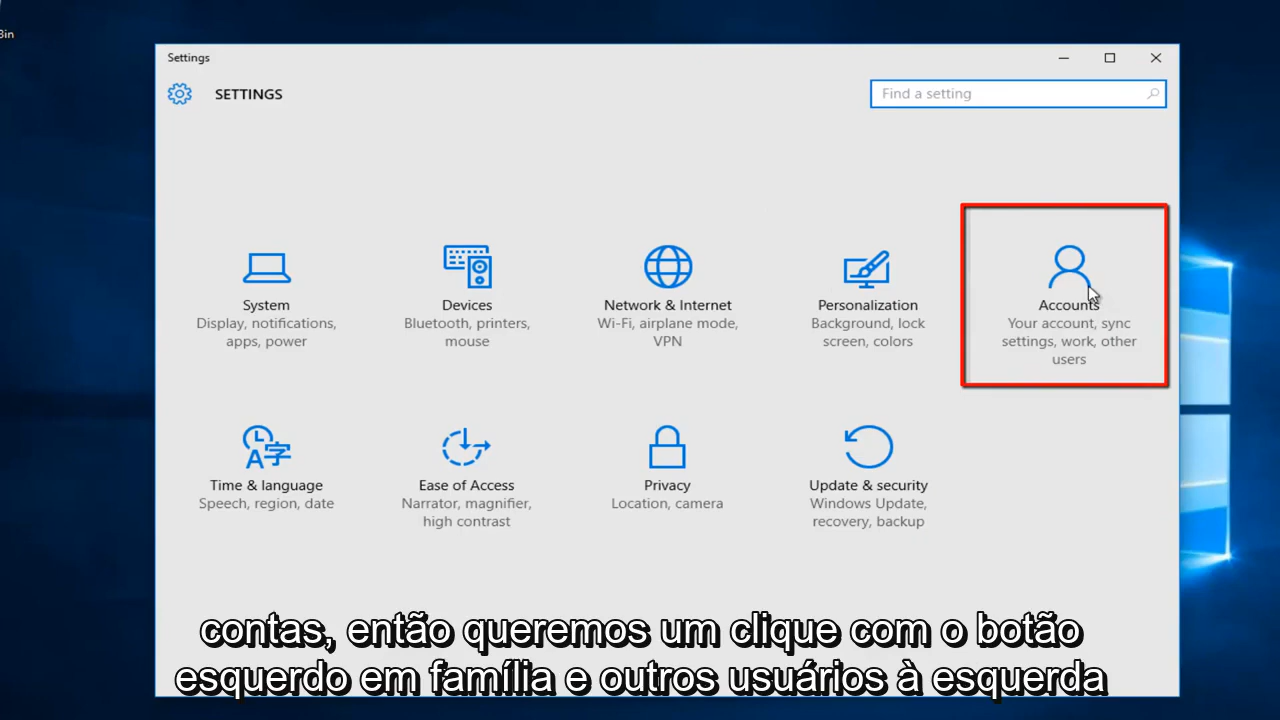 Bin
Settings
SETTINGS
Find a setting
System
Display, notifications,
apps, power
Devices
Bluetooth, printers,
mouse
Network & Internet
Wi-Fi, airplane mode,
VPN
Personalization
Background, lock
screen, colors
Accounts
Your account, sync
settings, work, other
users
Time & language
Speech, region, date
Ease of Access
Narrator, magnifier,
high contrast
Privacy
Location, camera
Update & security
Windows Update,
recovery, backup
contas, então queremos um clique com o botão
esquerdo em família e outros usuários à esquerda